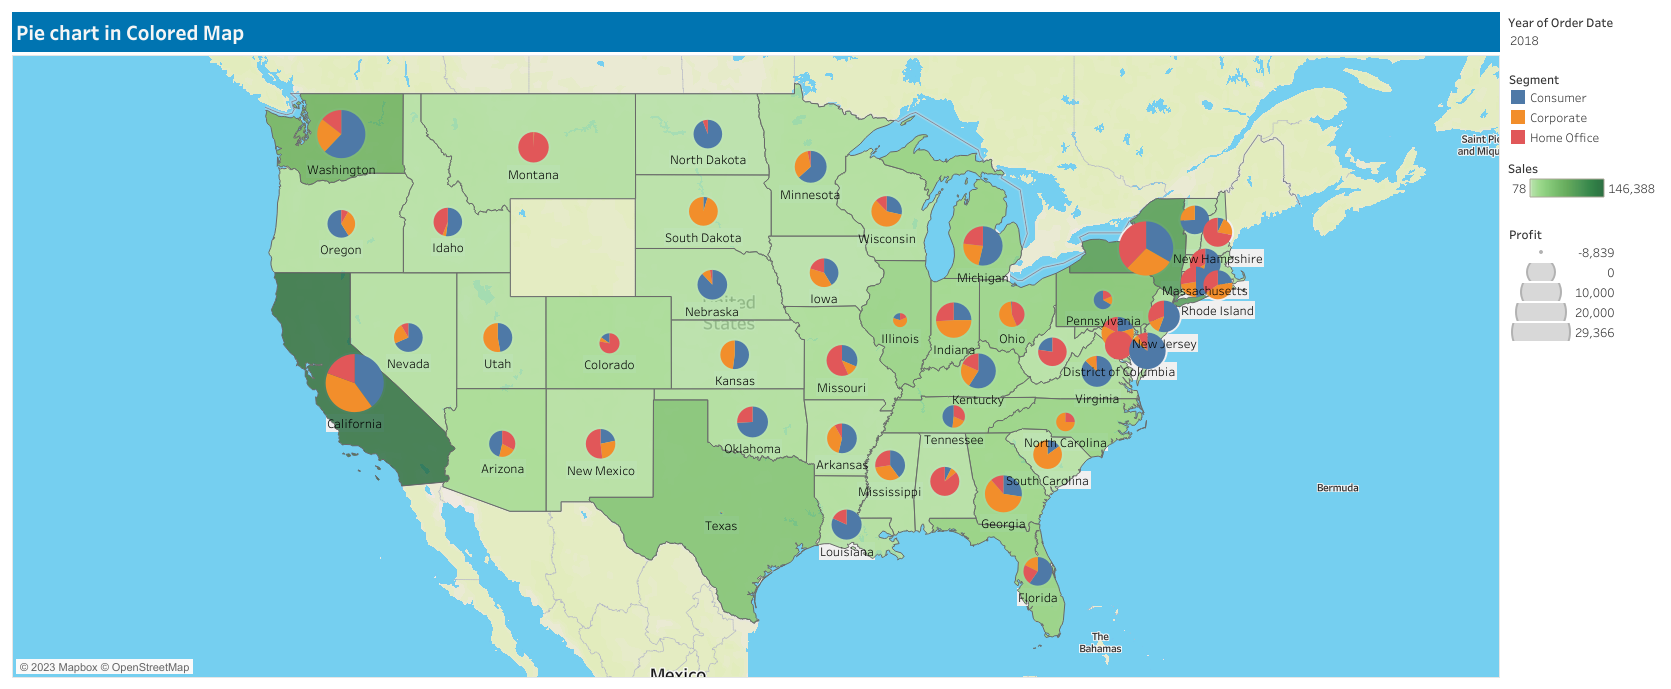 Pie chart in Colored Map
Year of Order Date
2018
Segment
Consumer
Corporate
Home Office
Sales
78
146,388
Profit
-8,839
0
10,000
20,000
29,366
Washington
Montana
North Dakota
Minnesota
Oregon
Idaho
South Dakota
Wisconsin
Michigan
New Hampshire
Massachusetts
Rhode Island
Nebraska
Iowa
United
States
Pennsylvania
New Jersey
Nevada
Utah
Colorado
Kansas
Missouri
Illinois
Indiana
Ohio
District of Columbia
Kentucky
Virginia
California
Arizona
New Mexico
Oklahoma
Arkansas
Tennessee
North Carolina
South Carolina
Mississippi
Georgia
Texas
Louisiana
Florida
Saint Pi
and Miqu
Bermuda
The
Bahamas
Mexico
© 2023 Mapbox © OpenStreetMap